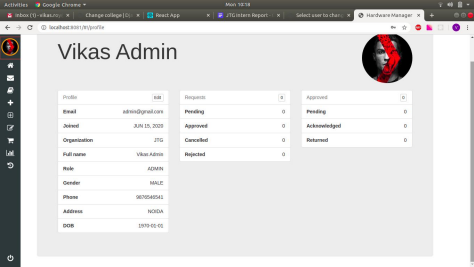 Activities Google Chrome Mon 18:18
Inbox (1) - vikas.ro
Change college | D
React App
JTG Intern Report
Select user to chan
Hardware Manager
localhost:8081/#/profile
Vikas Admin
Profile Edit
Email admin@gmail.com
Joined JUN 15, 2020
Organization JTG
Full name Vikas Admin
Role ADMIN
Gender MALE
Phone 9876546541
Address NOIDA
DOB 1970-01-01
Requests 0
Pending 0
Approved 0
Cancelled 0
Rejected 0
Approved 0
Pending 0
Acknowledged 0
Returned 0